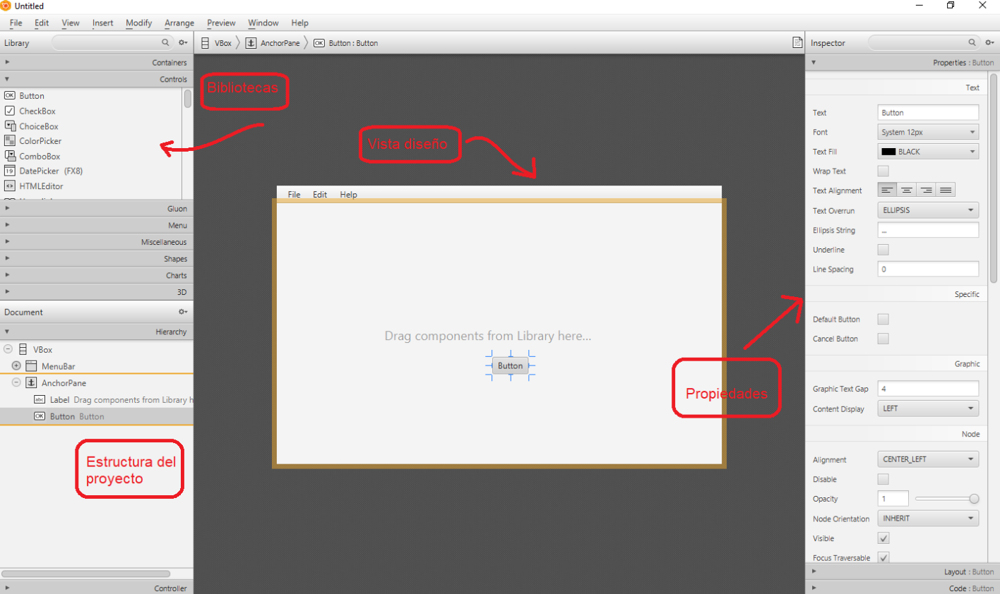 Untitled
File Edit View Insert Modify Arrange Preview Window Help
Library
VBox AnchorPane OK Button : Button
Inspector
Containers
Controls
OK Button
CheckBox
ChoiceBox
ColorPicker
ComboBox
19 DatePicker (FX8)
HTMLEditor
Gluon
Menu
Miscellaneous
Shapes
Charts
3D
Document
Hierarchy
VBox
MenuBar
AnchorPane
abc Label Drag components from Library h
OK Button Button
Estructura del
proyecto
Controller
Bibliotecas
Vista diseño
File Edit Help
Drag components from Library here...
Button
Propiedades
Properties : Button
Text
Text Button
Font System 12px
Text Fill BLACK
Wrap Text
Text Alignment
Text Overrun ELLIPSIS
Ellipsis String ...
Underline
Line Spacing 0
Specific
Default Button
Cancel Button
Graphic
Graphic Text Gap 4
Content Display LEFT
Node
Alignment CENTER_LEFT
Disable
Opacity 1
Node Orientation INHERIT
Visible
Focus Traversable
Layout : Button
Code : Button